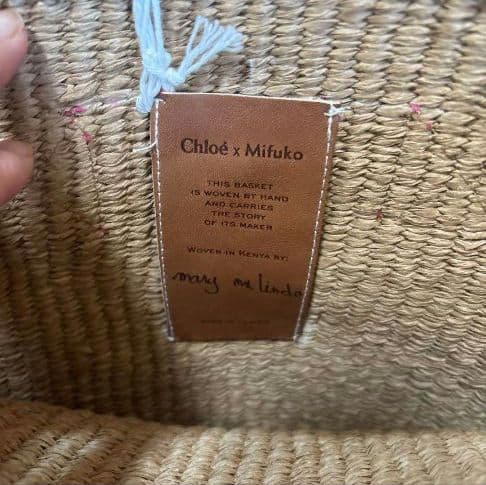 Chloé x Mifuko
THIS BASKET
IS WOVEN BY HAND
AND CARRIES
THE STORY
OF ITS MAKER
WOVEN IN KENYA BY:
mary